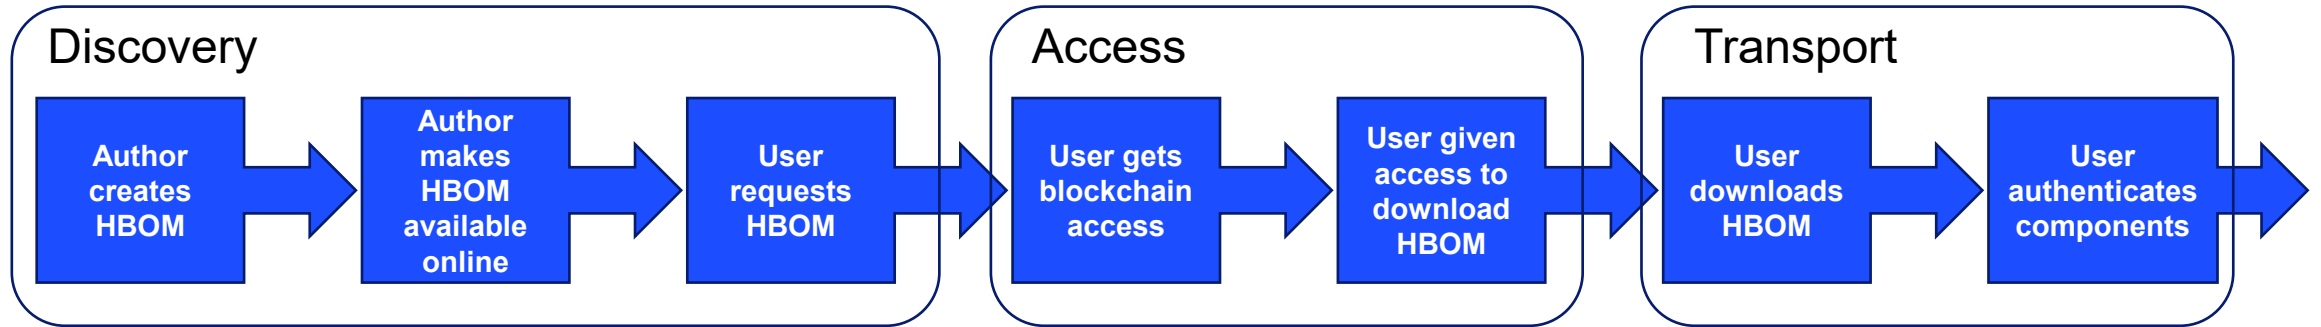 Discovery
Author
creates
HBOM
Author
makes
HBOM
available
online
User
requests
HBOM
Access
User gets
blockchain
access
User given
access to
download
HBOM
Transport
User
downloads
HBOM
User
authenticates
components